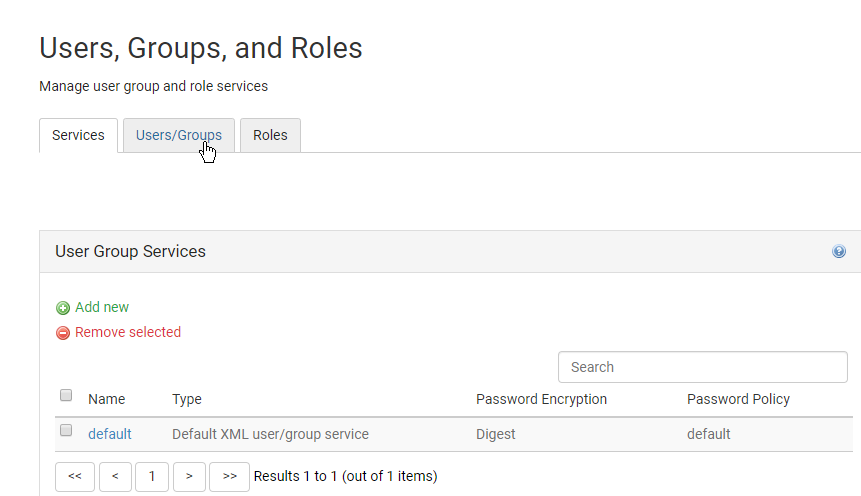 Users, Groups, and Roles
Manage user group and role services
Services Users/Groups Roles
User Group Services
Add new
Remove selected
Search
Name Type Password Encryption Password Policy
default Default XML user/group service Digest default
<< < 1 > >> Results 1 to 1 (out of 1 items)